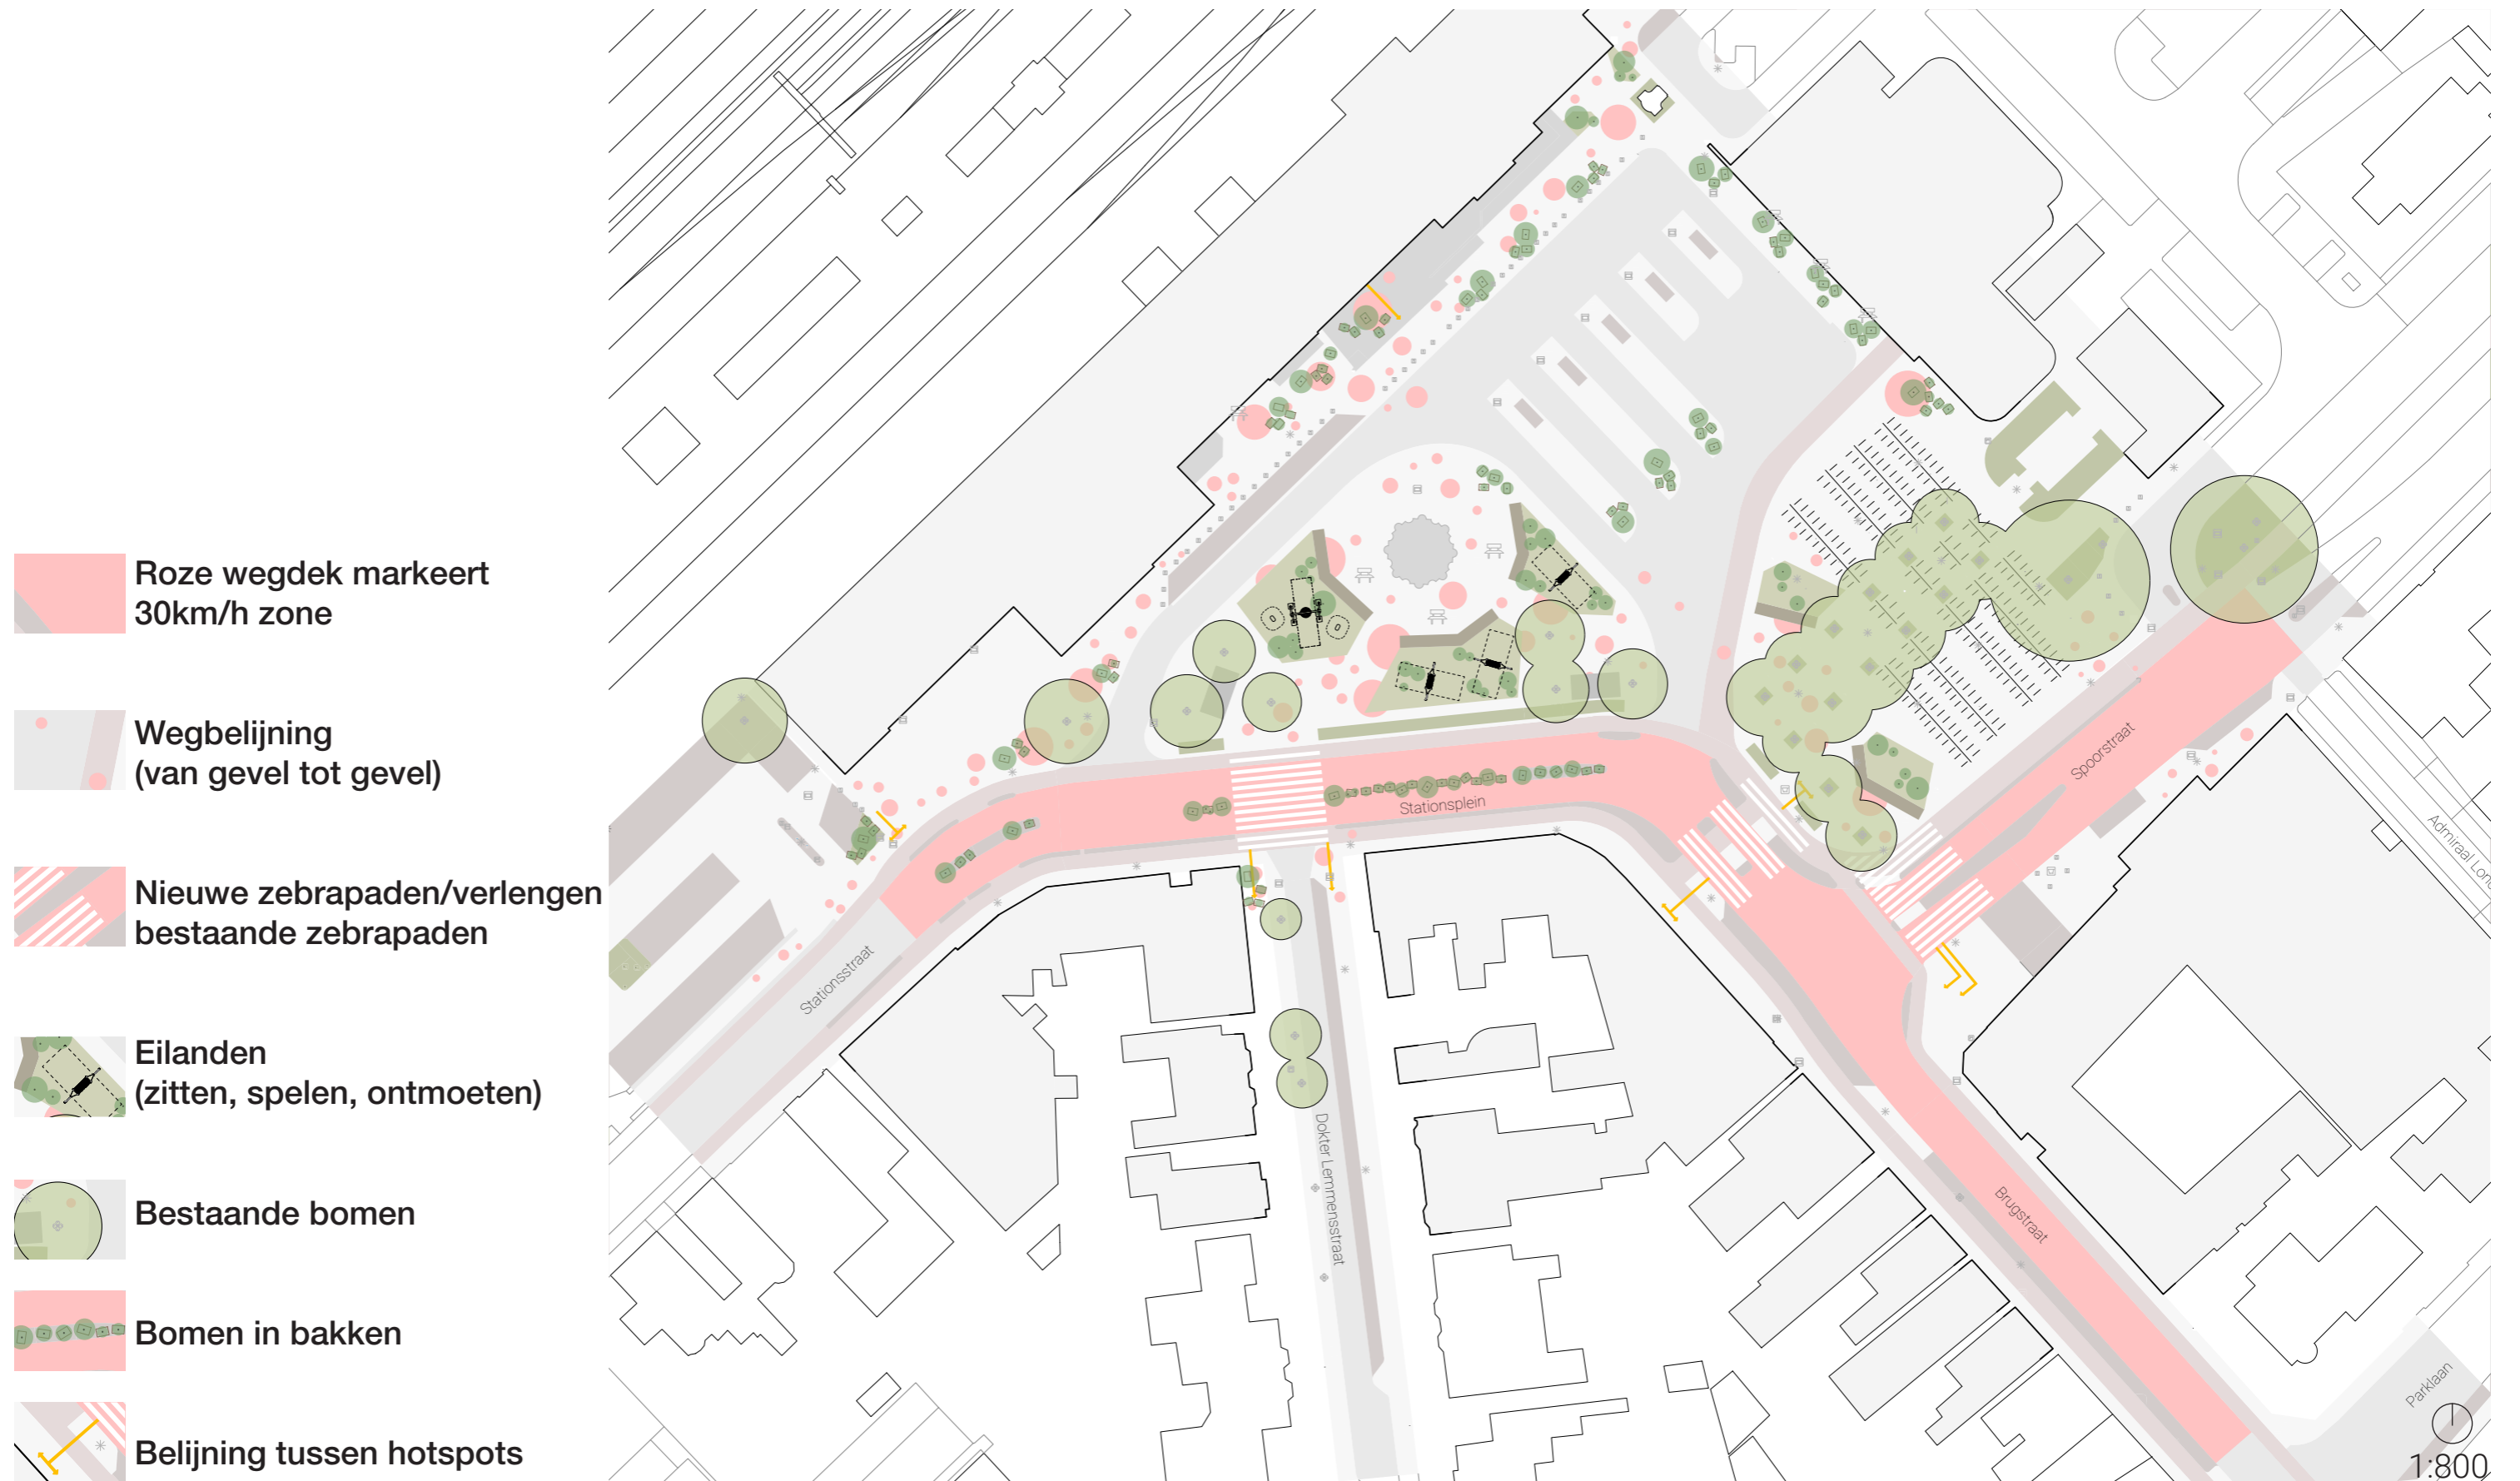 Roze wegdek markeert
30km/h zone
Wegbelijning
(van gevel tot gevel)
Nieuwe zebrapaden/verlengen
bestaande zebrapaden
Eilanden
(zitten, spelen, ontmoeten)
Bestaande bomen
Bomen in bakken
Belijning tussen hotspots
Stationsplein
Spoorstraat
Stationsstraat
Dokter Lemmensstraat
Brugstraat
Parklaan
Admiraal
1:800